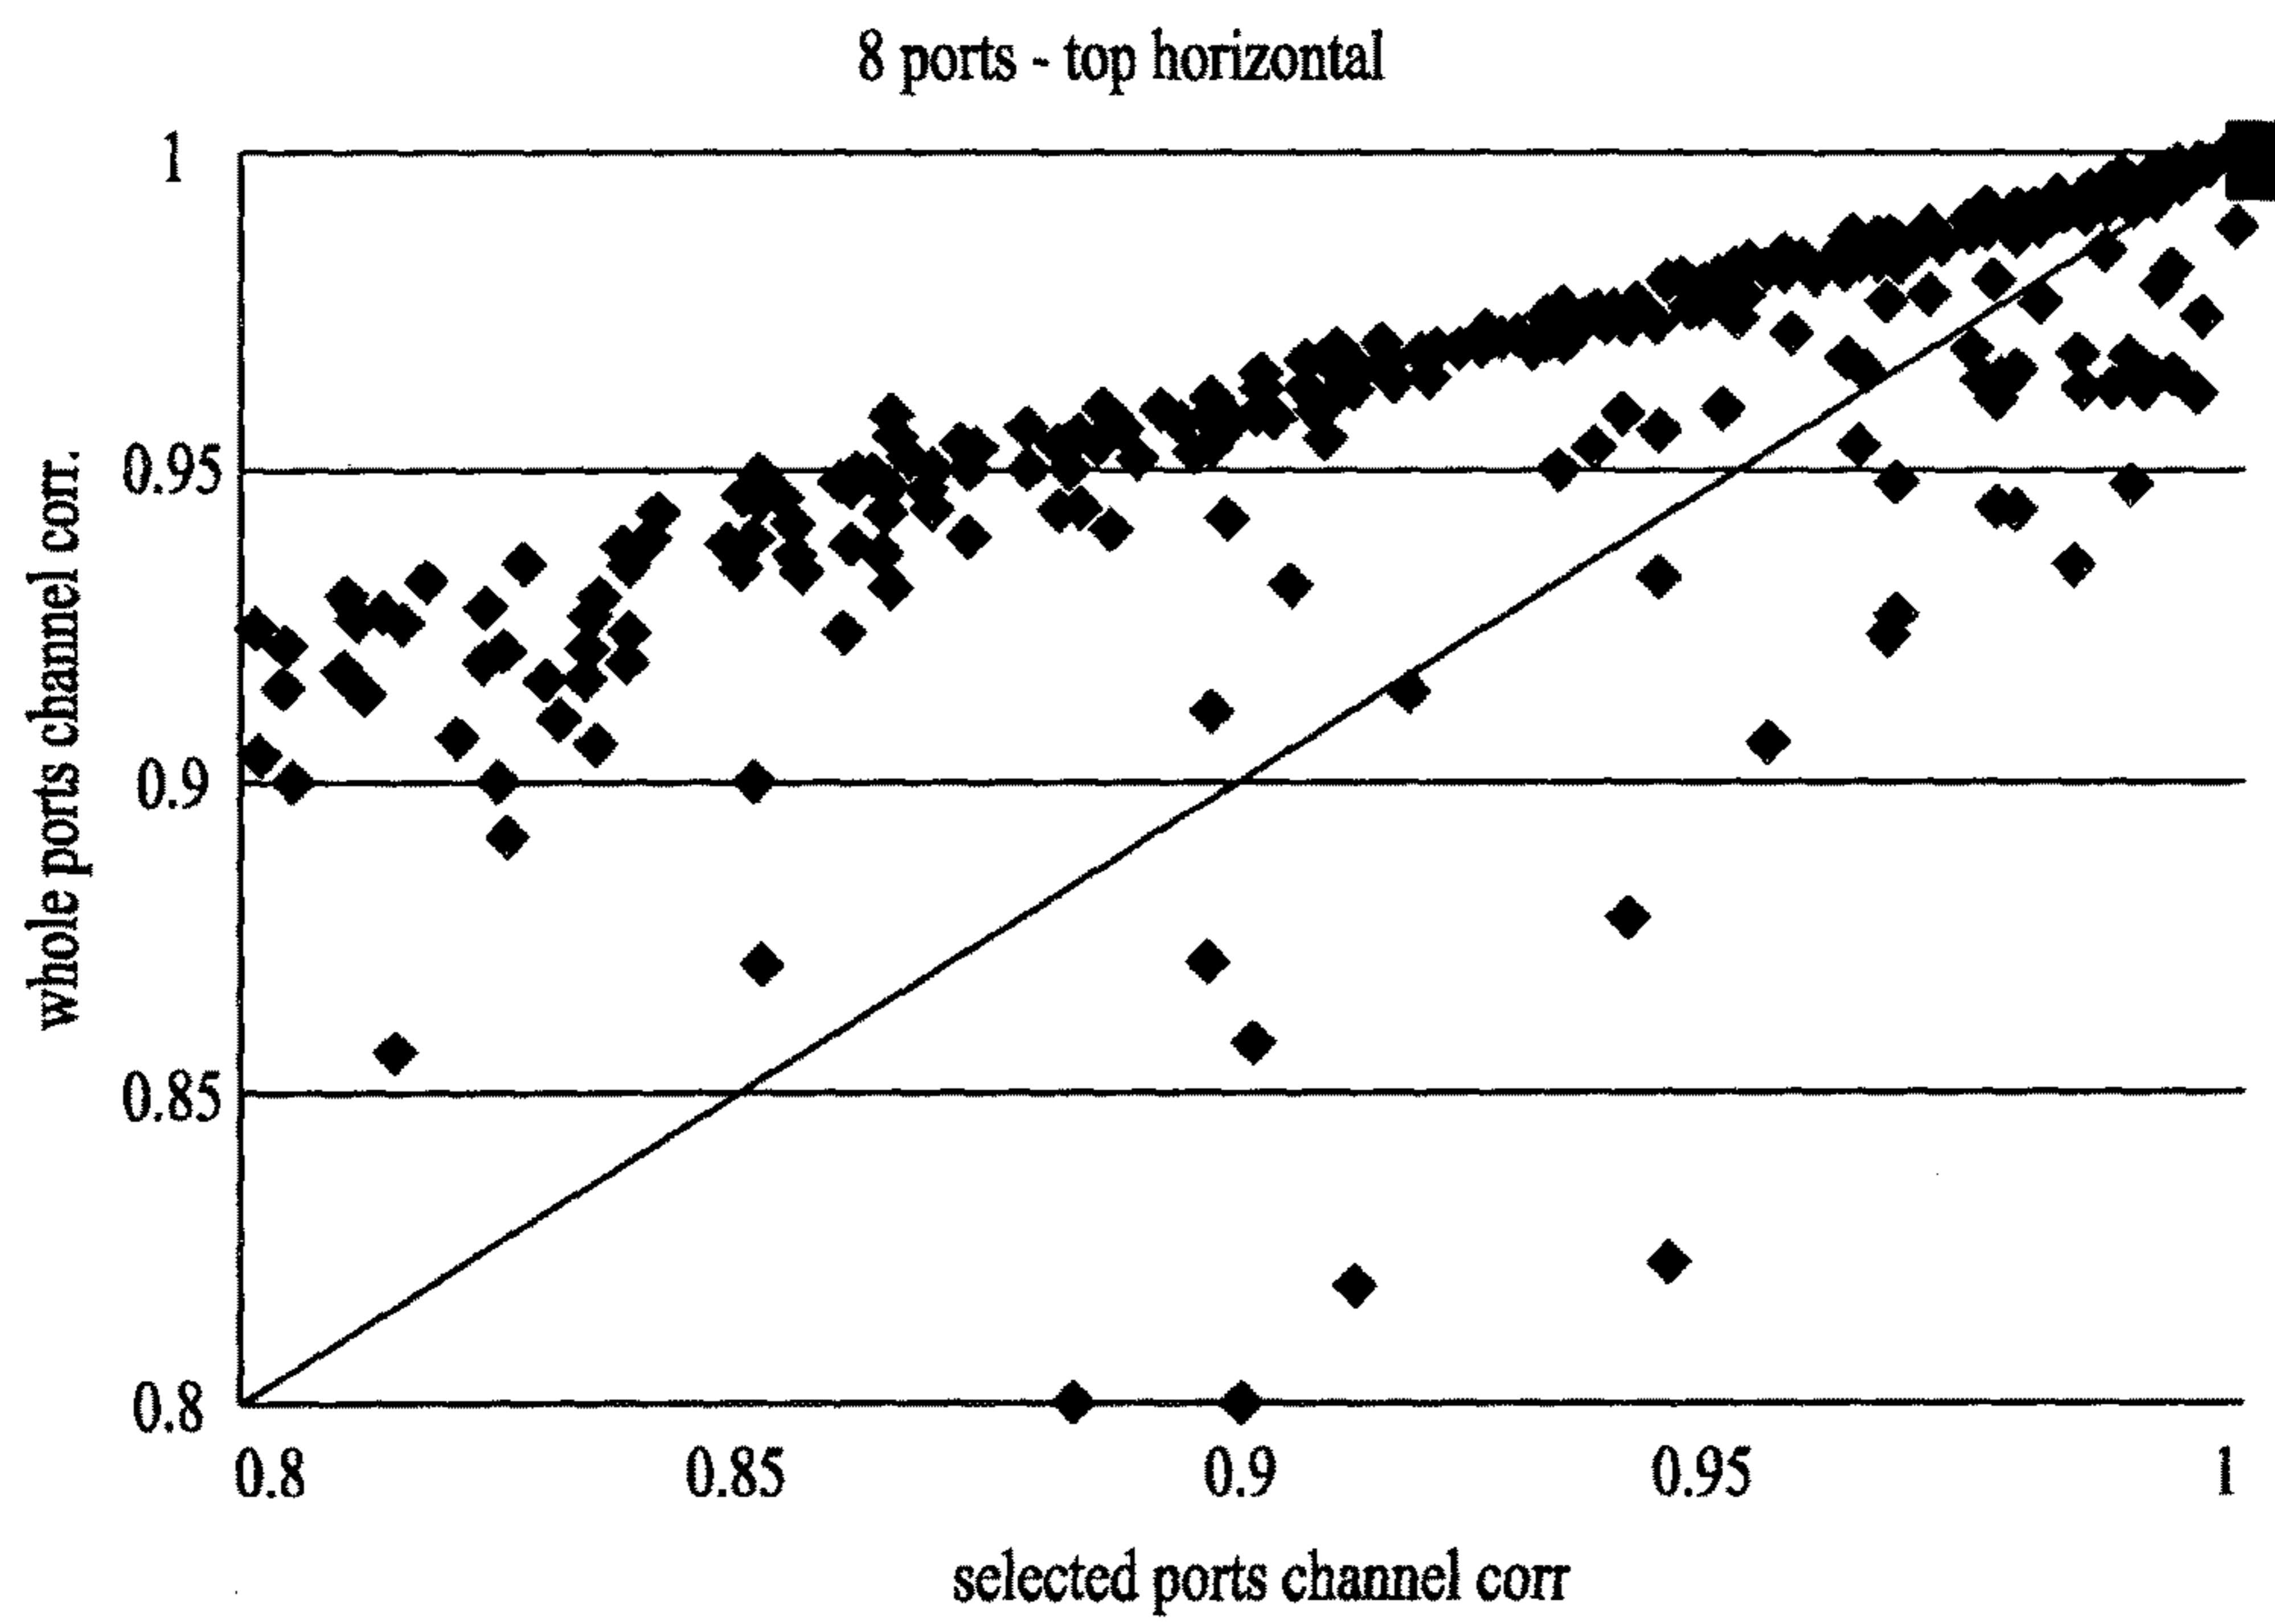 8 ports - top horizontal
1
0.95
0.9
0.85
0.8
whole ports channel corr.
0.8 0.85 0.9 0.95 1
selected ports channel corr